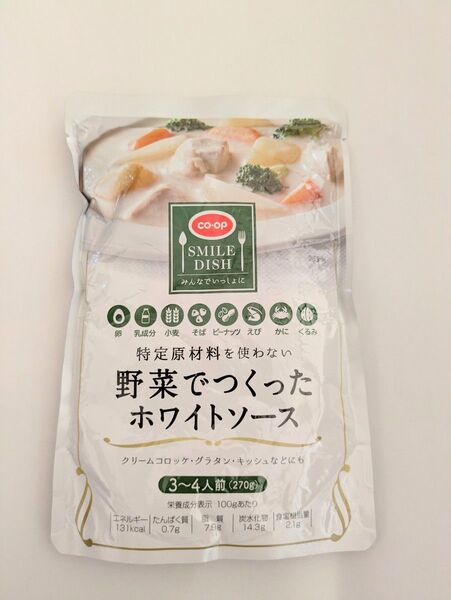 CO·OP
SMILE
DISH
みんなでいっしょに
卵 乳成分 小麦 そば ピーナッツ えび かに くるみ
特定原材料を使わない
野菜でつくった
ホワイトソース
クリームコロッケ・グラタン・キッシュなどにも
3〜4人前(270g)
栄養成分表示 100gあたり
エネルギー たんぱく質 脂質 炭水化物 食塩相当量
131kcal 0.7g 7.9g 14.3g 2.1g